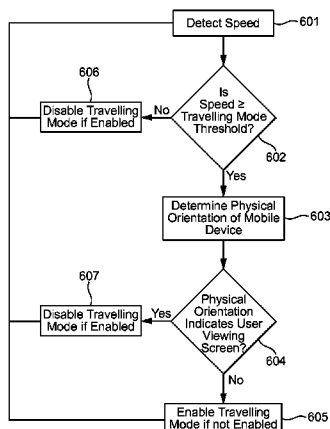 Detect Speed
601
Is
Speed ≥
Travelling Mode
Threshold?
602
No
606
Disable Travelling
Mode if Enabled
Yes
Determine Physical
Orientation of Mobile
Device
603
Physical
Orientation
Indicates User
Viewing
Screen?
604
Yes
607
Disable Travelling
Mode if Enabled
No
Enable Travelling
Mode if not Enabled
605